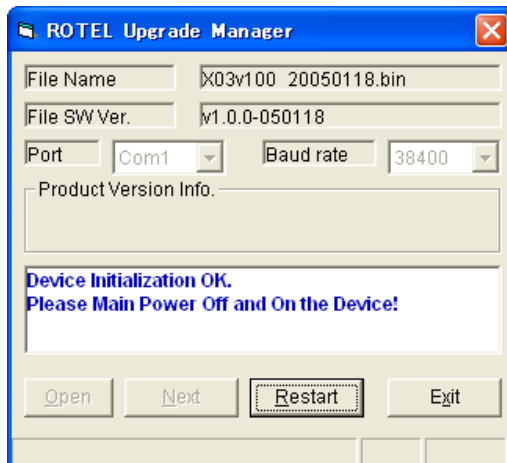 ROTEL Upgrade Manager
File Name X03v100 20050118.bin
File SW Ver. v1.0.0-050118
Port Com1 Baud rate 38400
Product Version Info.
Device Initialization OK.
Please Main Power Off and On the Device!
Open Next Restart Exit